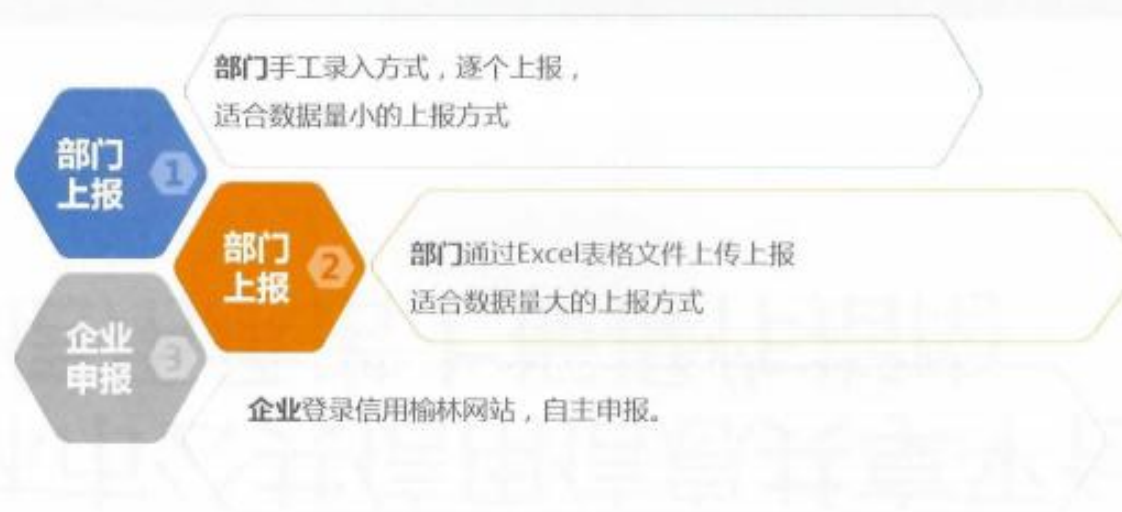 部门手工录入方式，逐个上报，
适合数据量小的上报方式
部门
上报
1
部门
上报
2
部门通过Excel表格文件上传上报
适合数据量大的上报方式
企业
申报
3
企业登录信用榆林网站，自主申报。